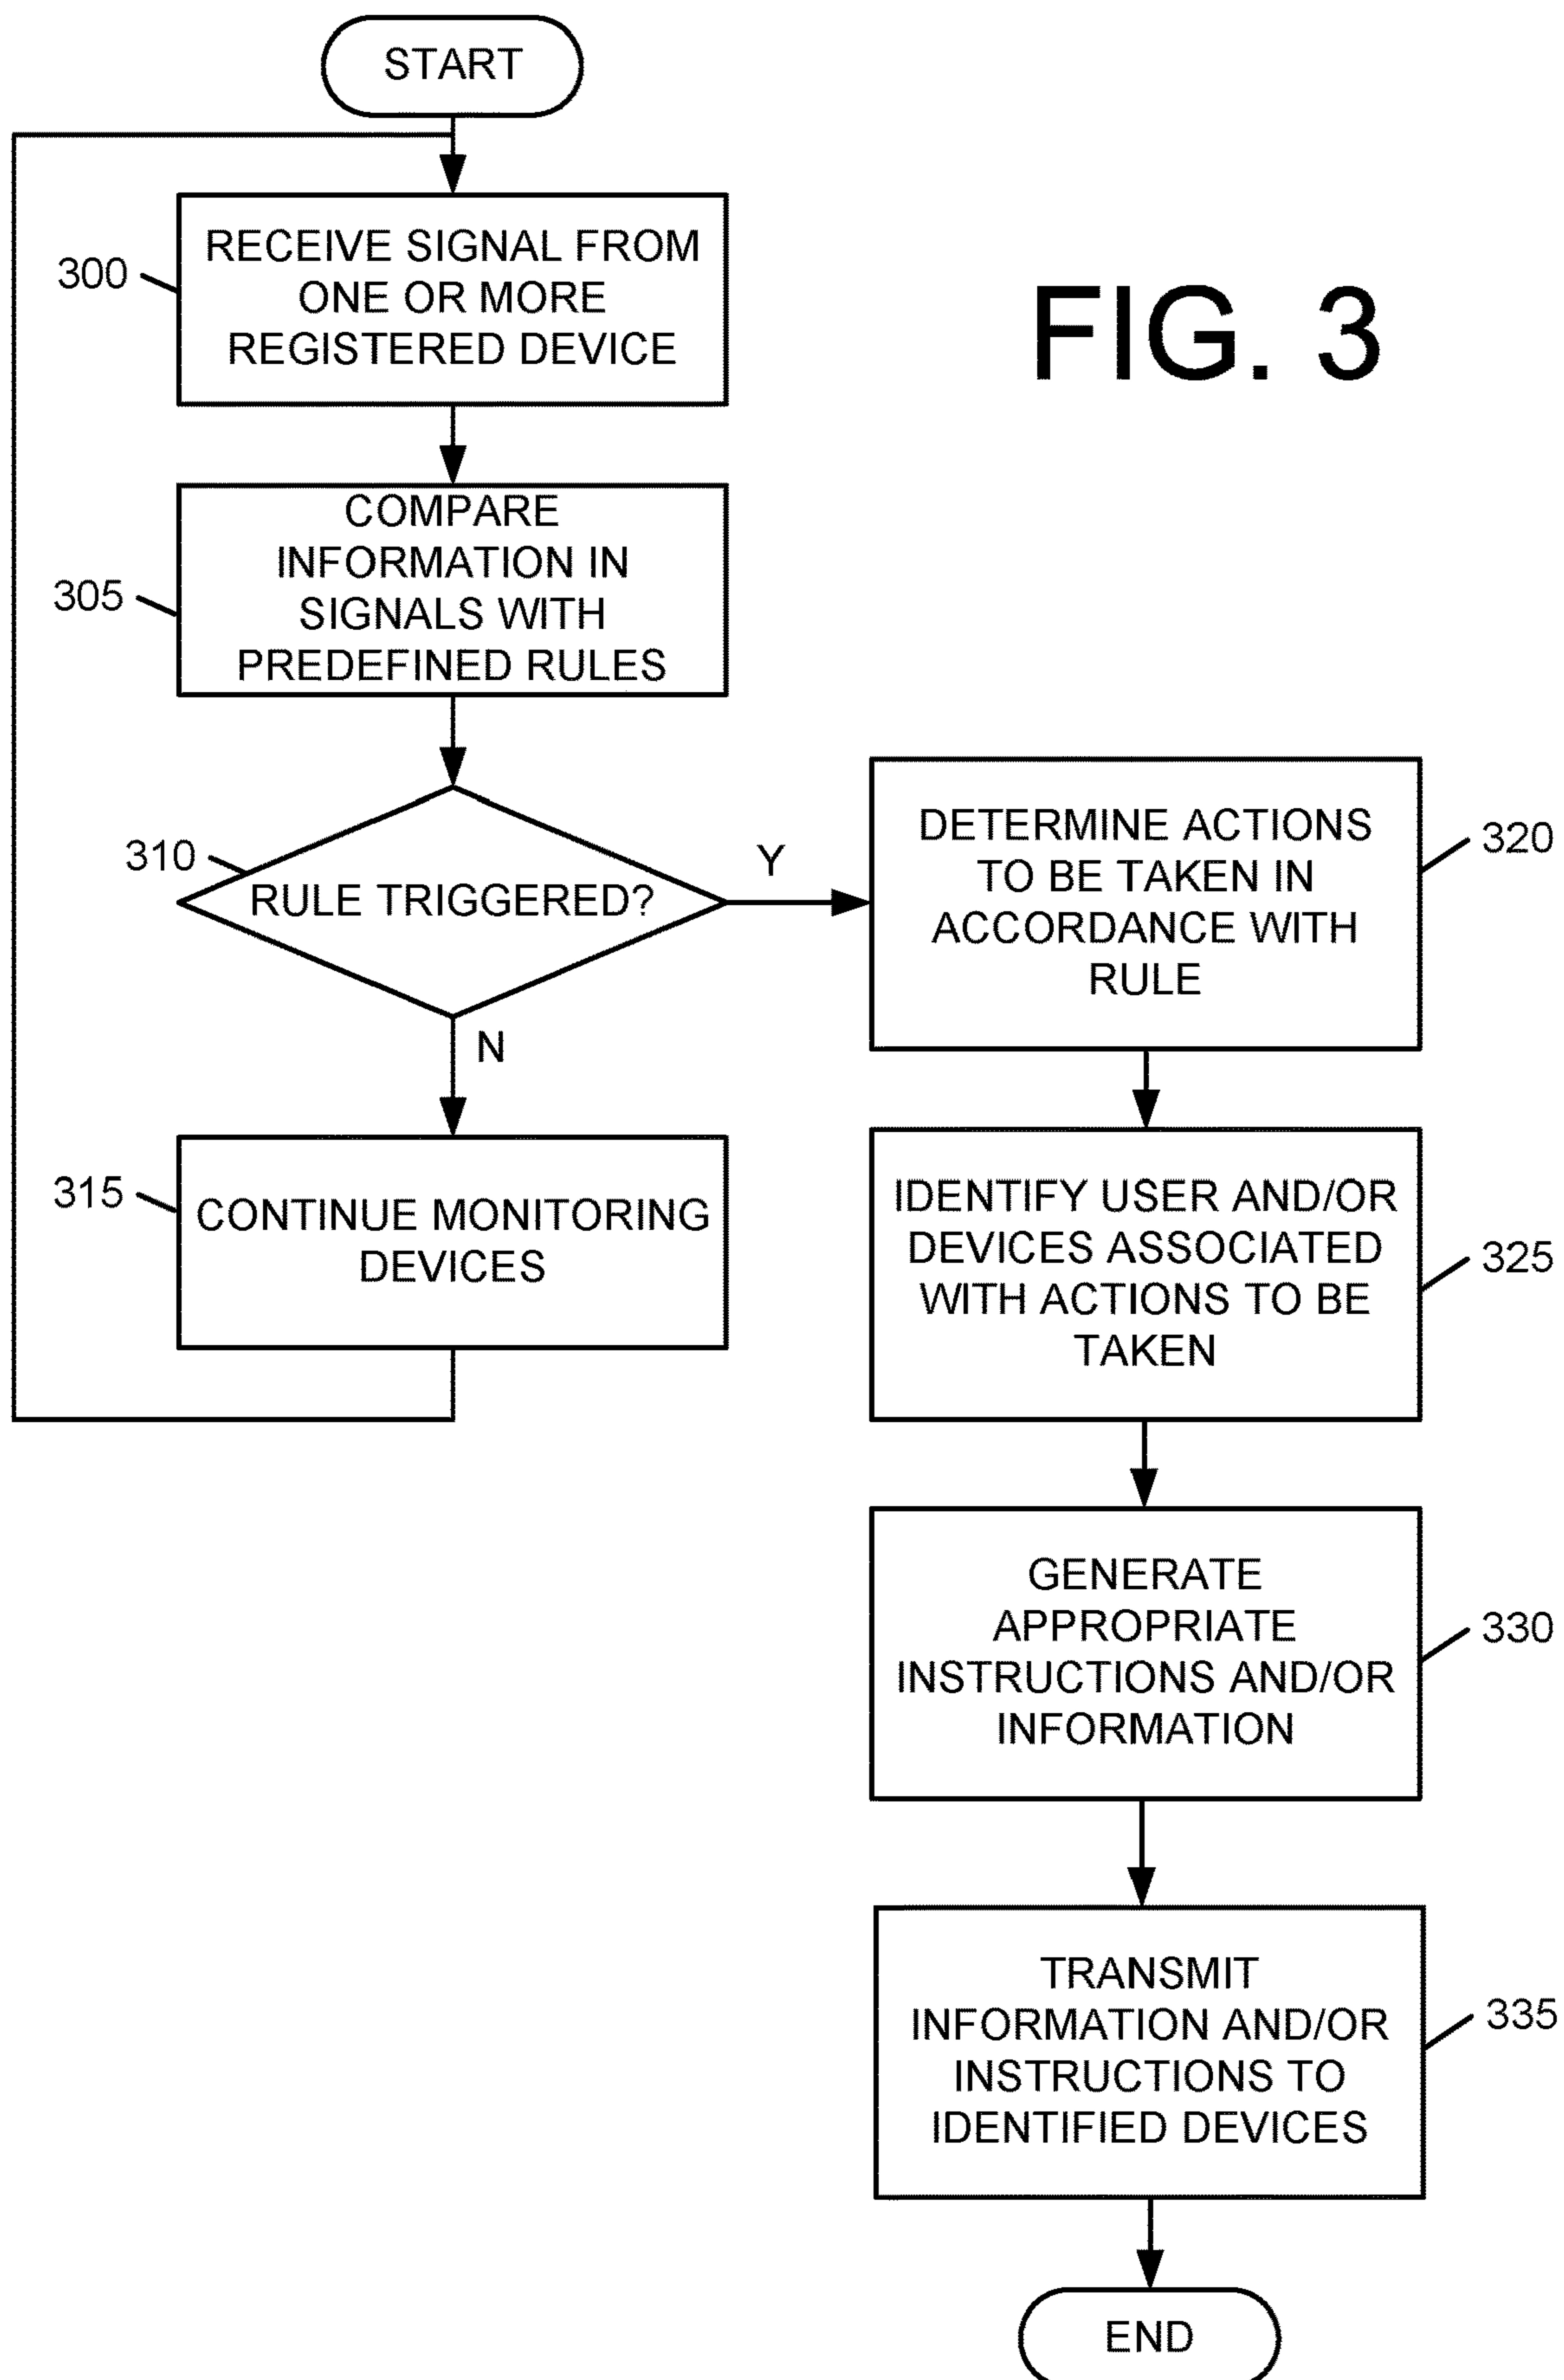 START
FIG. 3
300
RECEIVE SIGNAL FROM
ONE OR MORE
REGISTERED DEVICE
305
COMPARE
INFORMATION IN
SIGNALS WITH
PREDEFINED RULES
310
RULE TRIGGERED?
Y
N
315
CONTINUE MONITORING
DEVICES
DETERMINE ACTIONS
TO BE TAKEN IN
ACCORDANCE WITH
RULE
320
IDENTIFY USER AND/OR
DEVICES ASSOCIATED
WITH ACTIONS TO BE
TAKEN
325
GENERATE
APPROPRIATE
INSTRUCTIONS AND/OR
INFORMATION
330
TRANSMIT
INFORMATION AND/OR
INSTRUCTIONS TO
IDENTIFIED DEVICES
335
END